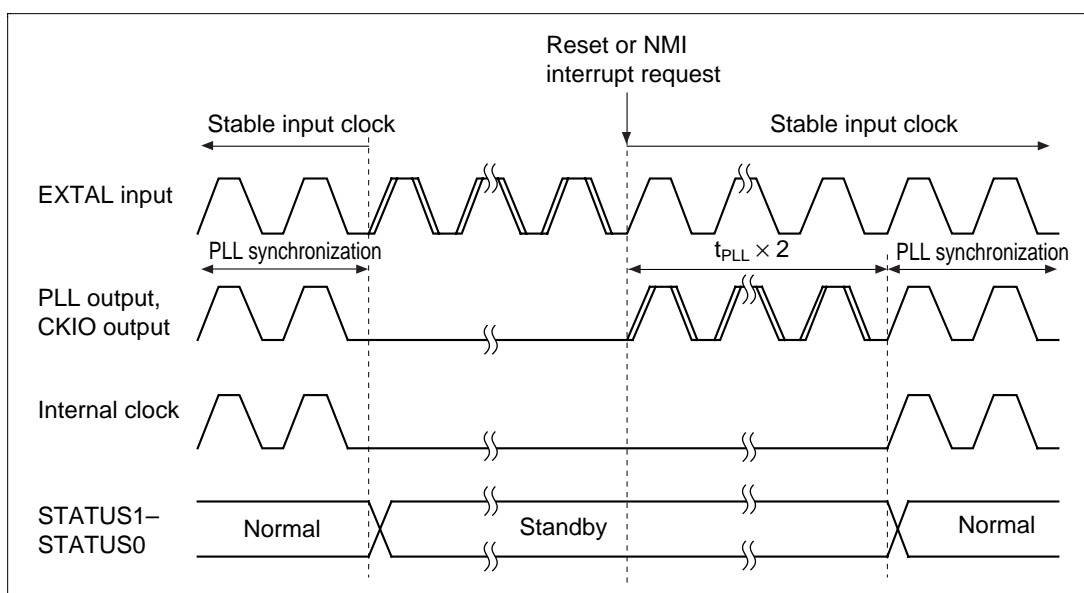 Reset or NMI
interrupt request
Stable input clock
Stable input clock
EXTAL input
PLL synchronization
tPLL × 2
PLL synchronization
PLL output,
CKIO output
Internal clock
STATUS1–
STATUS0
Normal
Standby
Normal